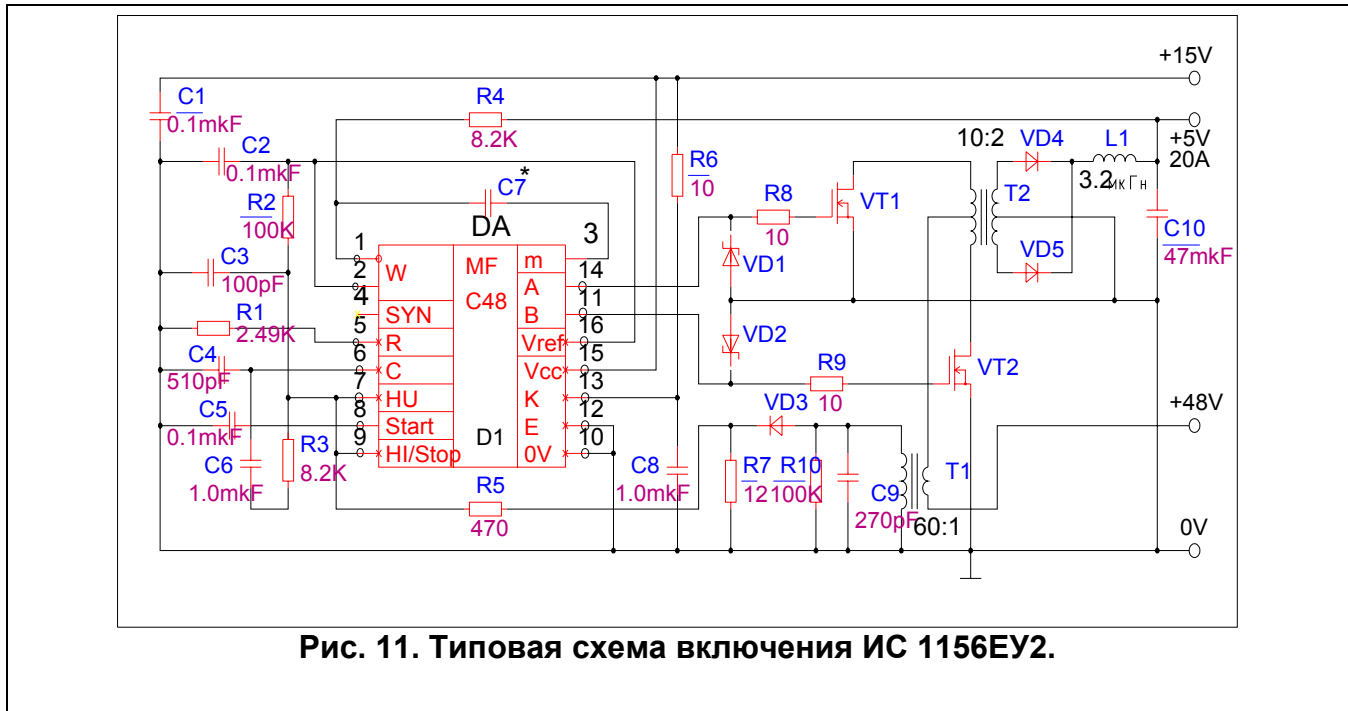 +15V
C1
0.1mkF
R4
8.2K
+5V
20A
C2
0.1mkF
10:2
VD4
L1
3.2
мкГн
R6
10
C7
*
R8
10
VT1
T2
R2
100K
DA
C10
47mkF
VD5
1
2
4
5
6
7
8
9
W
SYN
R
C
HU
Start
HI/Stop
MF
C48
D1
m
A
B
Vref
Vcc
K
E
0V
3
14
11
16
15
13
12
10
VD1
VD2
C3
100pF
R1
2.49K
C4
510pF
R9
10
VT2
VD3
+48V
C5
0.1mkF
C6
1.0mkF
R3
8.2K
R5
470
C8
1.0mkF
R7
12
R10
100K
C9
270pF
T1
60:1
0V
Рис. 11. Типовая схема включения ИС 1156ЕУ2.